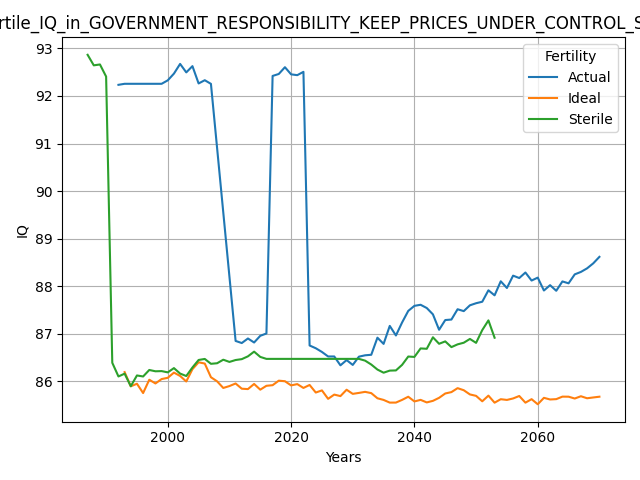 rtile_IQ_in_GOVERNMENT_RESPONSIBILITY_KEEP_PRICES_UNDER_CONTROL_S
93
92
91
90
89
88
87
86
IQ
Fertility
Actual
Ideal
Sterile
2000
2020
2040
2060
Years